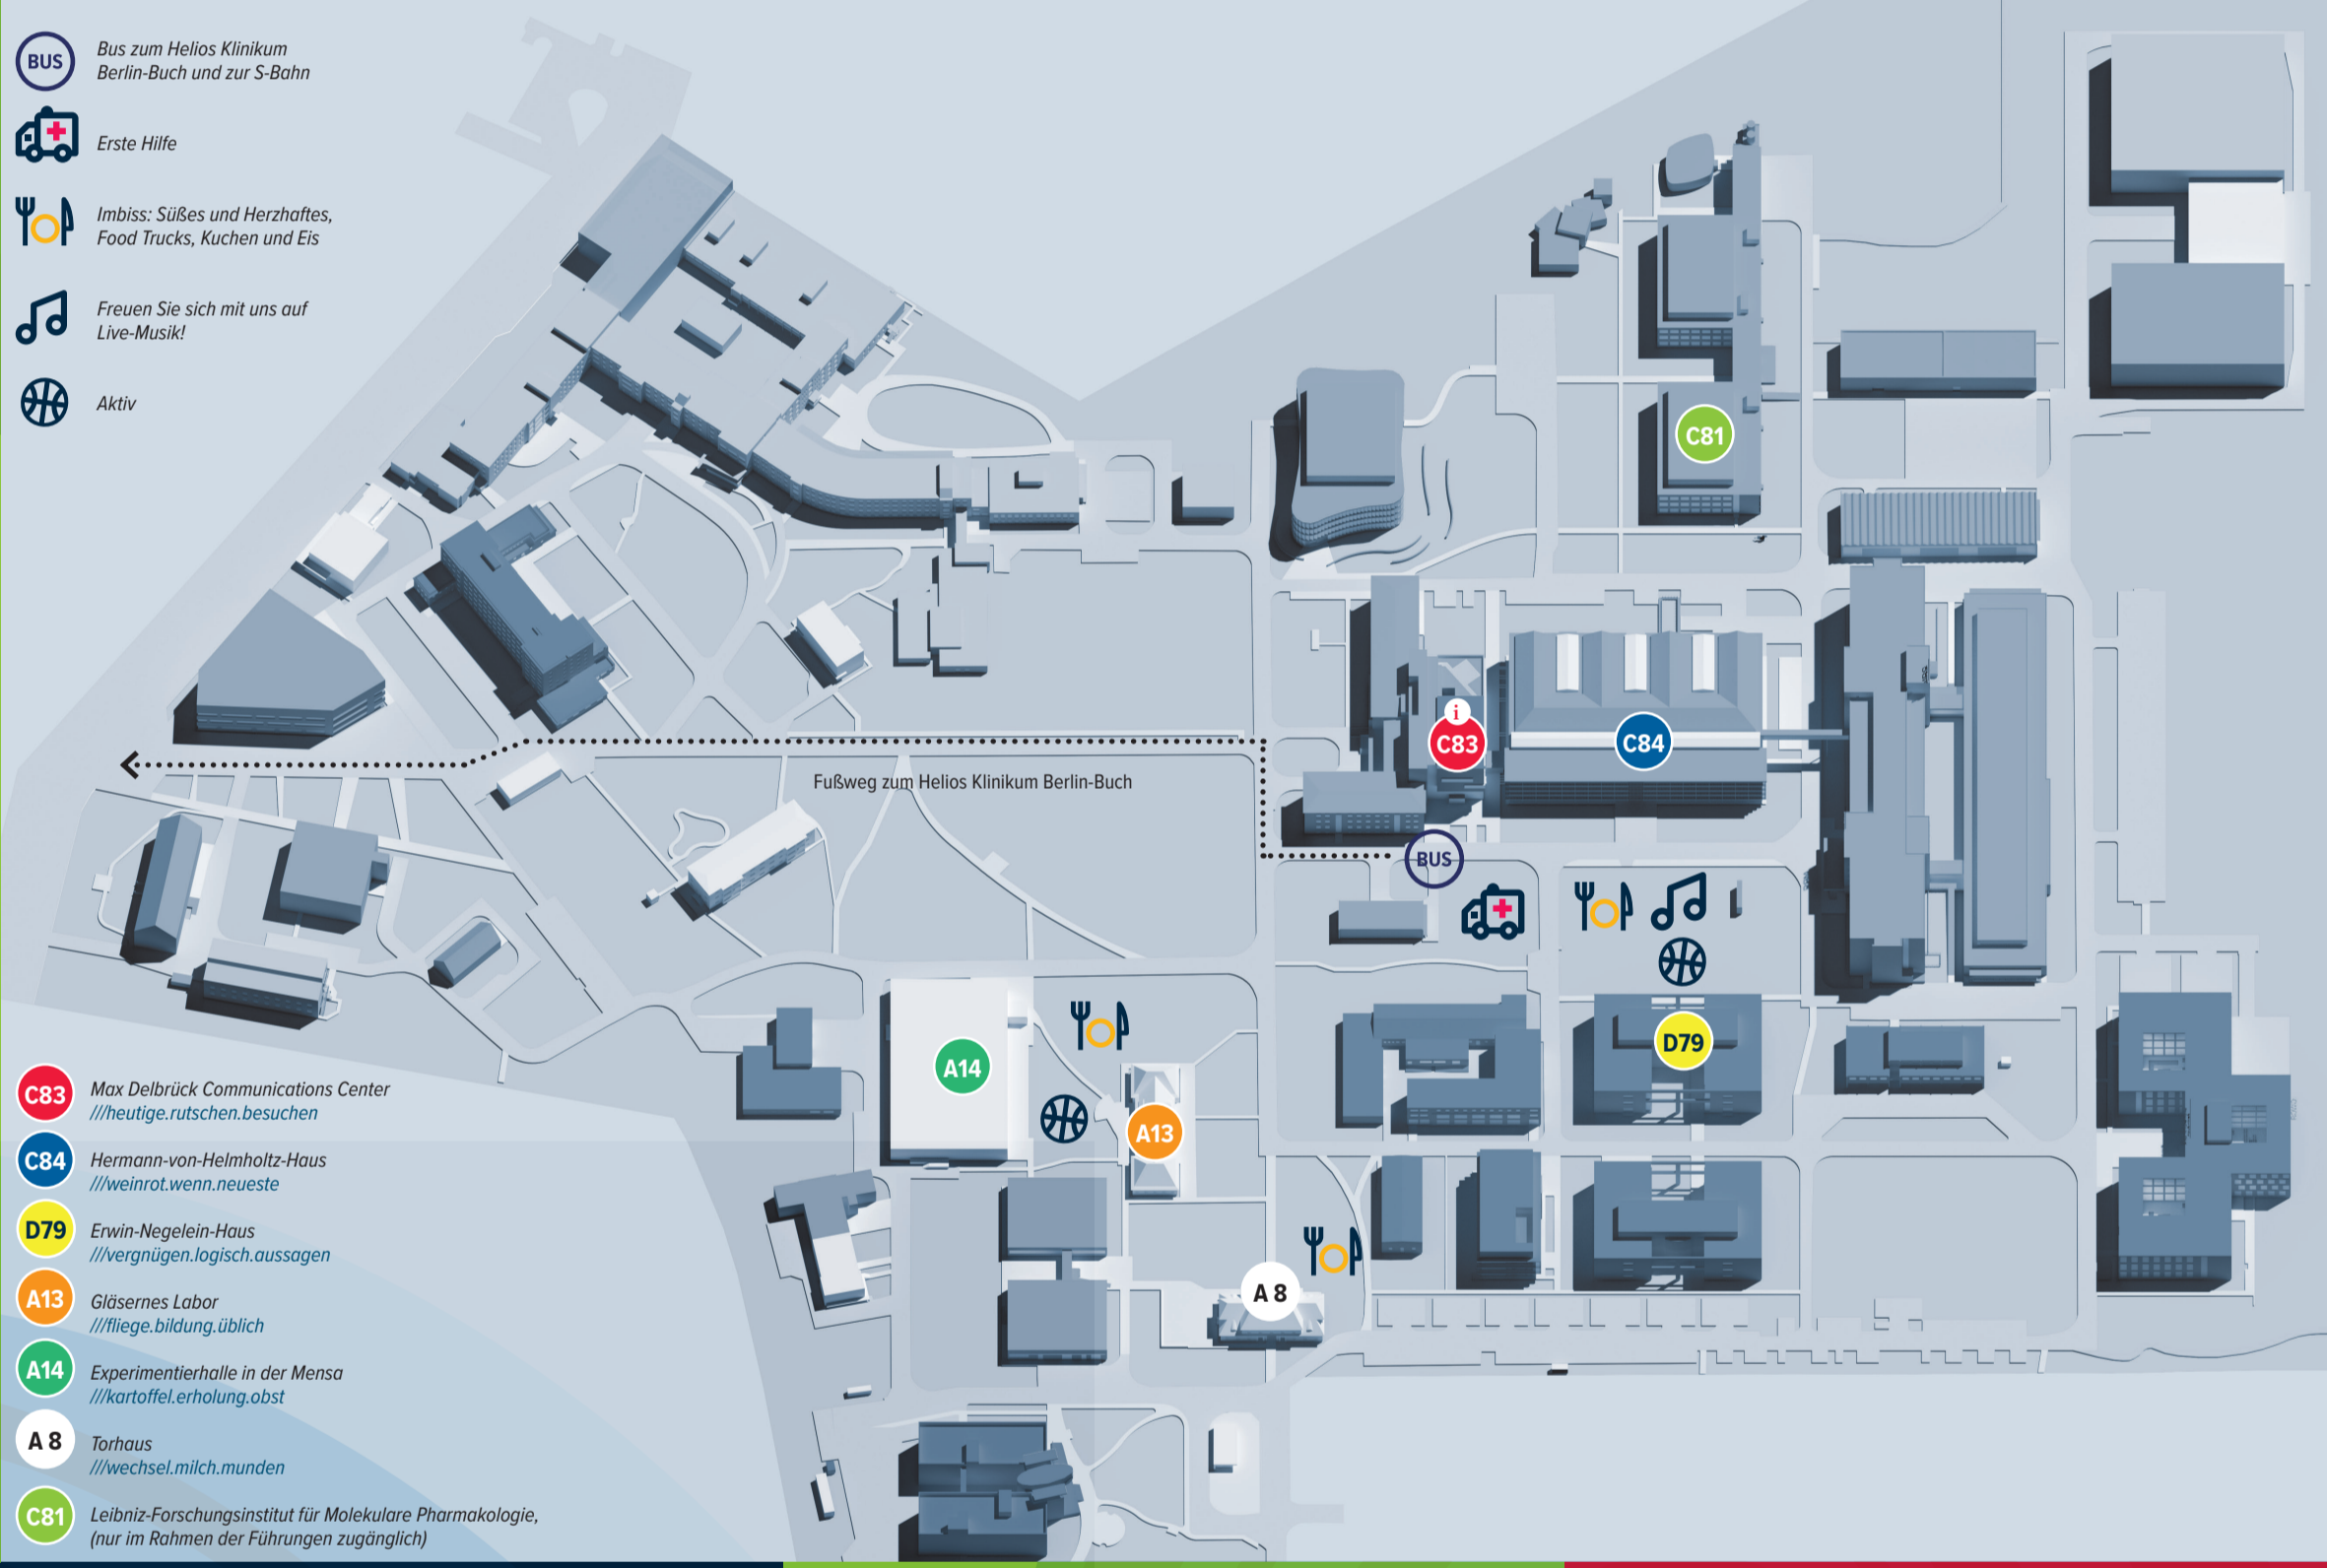 BUS
Bus zum Helios Klinikum
Berlin-Buch und zur S-Bahn
Erste Hilfe
Imbiss: Süßes und Herzhaftes,
Food Trucks, Kuchen und Eis
Freuen Sie sich mit uns auf
Live-Musik!
Aktiv
C81
i
C83
C84
Fußweg zum Helios Klinikum Berlin-Buch
BUS
D79
A14
A13
A 8
C83
Max Delbrück Communications Center
///heutige.rutschen.besuchen
C84
Hermann-von-Helmholtz-Haus
///weinrot.wenn.neueste
D79
Erwin-Negelein-Haus
///vergnügen.logisch.aussagen
A13
Gläsernes Labor
///fliege.bildung.üblich
A14
Experimentierhalle in der Mensa
///kartoffel.erholung.obst
A 8
Torhaus
///wechsel.milch.munden
C81
Leibniz-Forschungsinstitut für Molekulare Pharmakologie,
(nur im Rahmen der Führungen zugänglich)